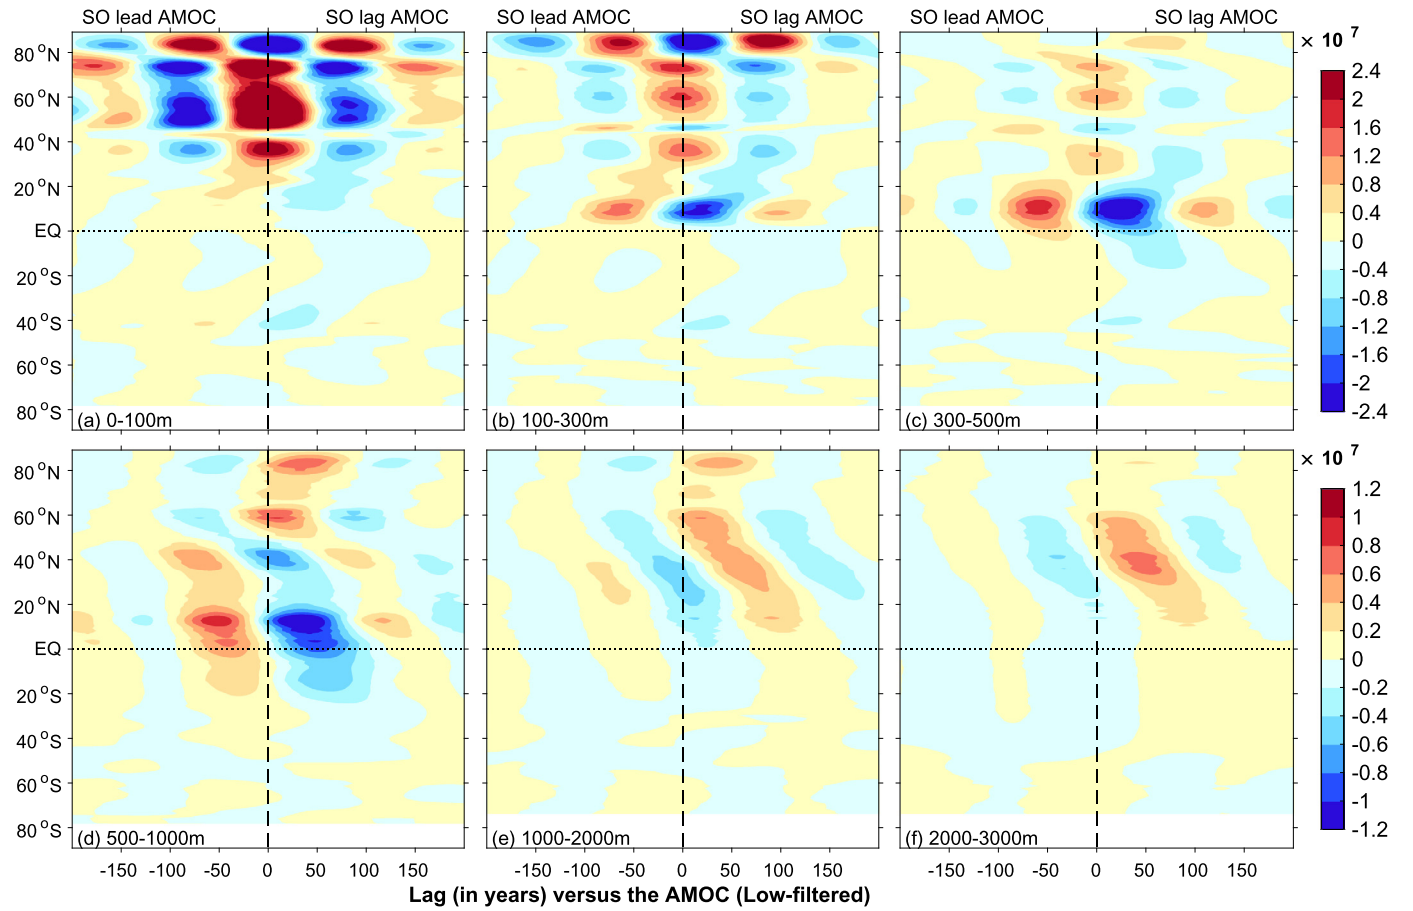 SO lead AMOC SO lag AMOC SO lead AMOC SO lag AMOC SO lead AMOC SO lag AMOC
× 10 7
80 °N
60 °N
40 °N
20 °N
EQ
20 °S
40 °S
60 °S
80 °S
(a) 0-100m (b) 100-300m (c) 300-500m
2.4
2
1.6
1.2
0.8
0.4
0
-0.4
-0.8
-1.2
-1.6
-2
-2.4
× 10 7
80 °N
60 °N
40 °N
20 °N
EQ
20 °S
40 °S
60 °S
80 °S
(d) 500-1000m (e) 1000-2000m (f) 2000-3000m
1.2
1
0.8
0.6
0.4
0.2
0
-0.2
-0.4
-0.6
-0.8
-1
-1.2
-150 -100 -50 0 50 100 150 -150 -100 -50 0 50 100 150 -150 -100 -50 0 50 100 150
Lag (in years) versus the AMOC (Low-filtered)